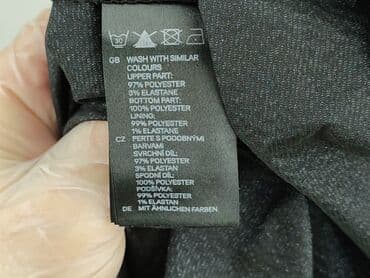 30
GB WASH WITH SIMILAR
COLOURS
UPPER PART:
97% POLYESTER
3% ELASTANE
BOTTOM PART:
100% POLYESTER
LINING:
99% POLYESTER
1% ELASTANE
CZ PERTE S PODOBNÝMI
BARVAMI
SVRCHNÍ DÍL:
97% POLYESTER
3% ELASTAN
SPODNÍ DÍL:
100% POLYESTER
PODŠÍVKA:
99% POLYESTER
1% ELASTAN
DE MIT ÄHNLICHEN FARBEN